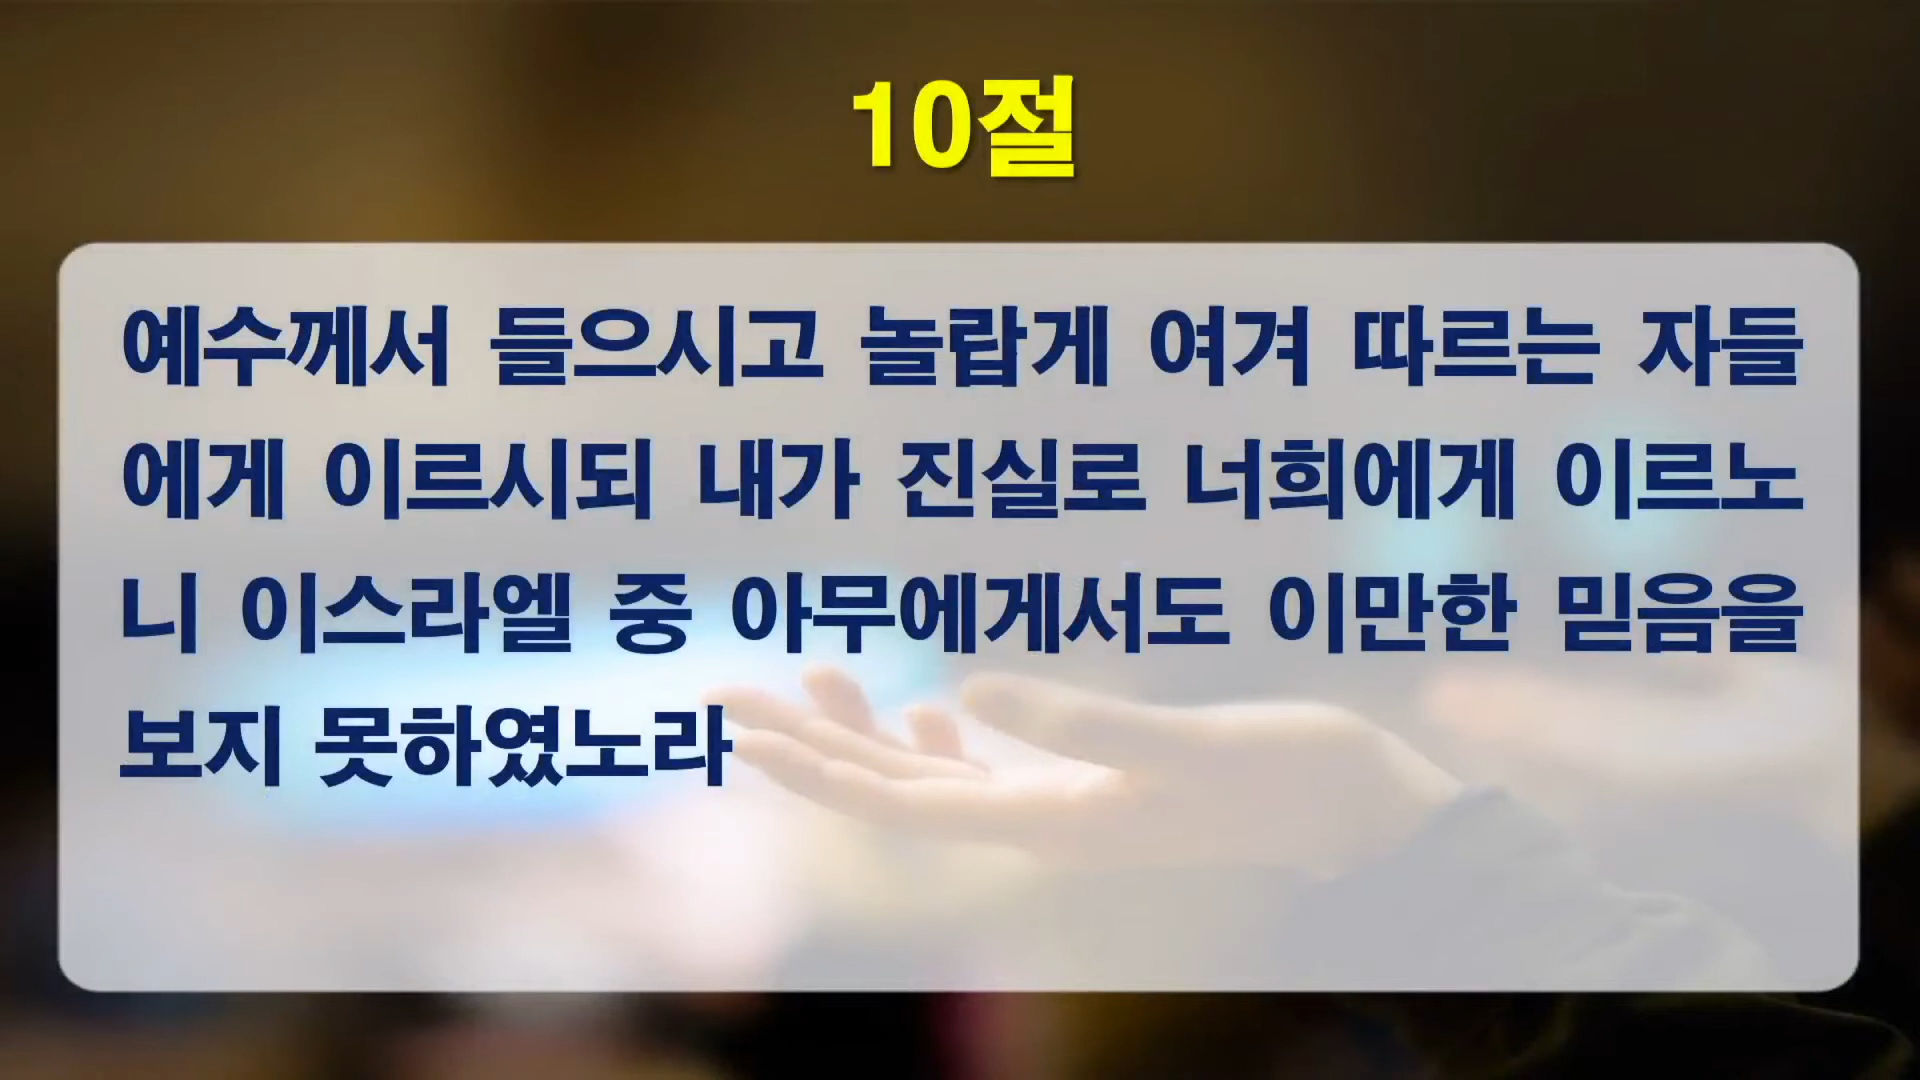 10절
예수께서 들으시고 놀랍게 여겨 따르는 자들
에게 이르시되 내가 진실로 너희에게 이르노
니 이스라엘 중 아무에게서도 이만한 믿음을
보지 못하였노라